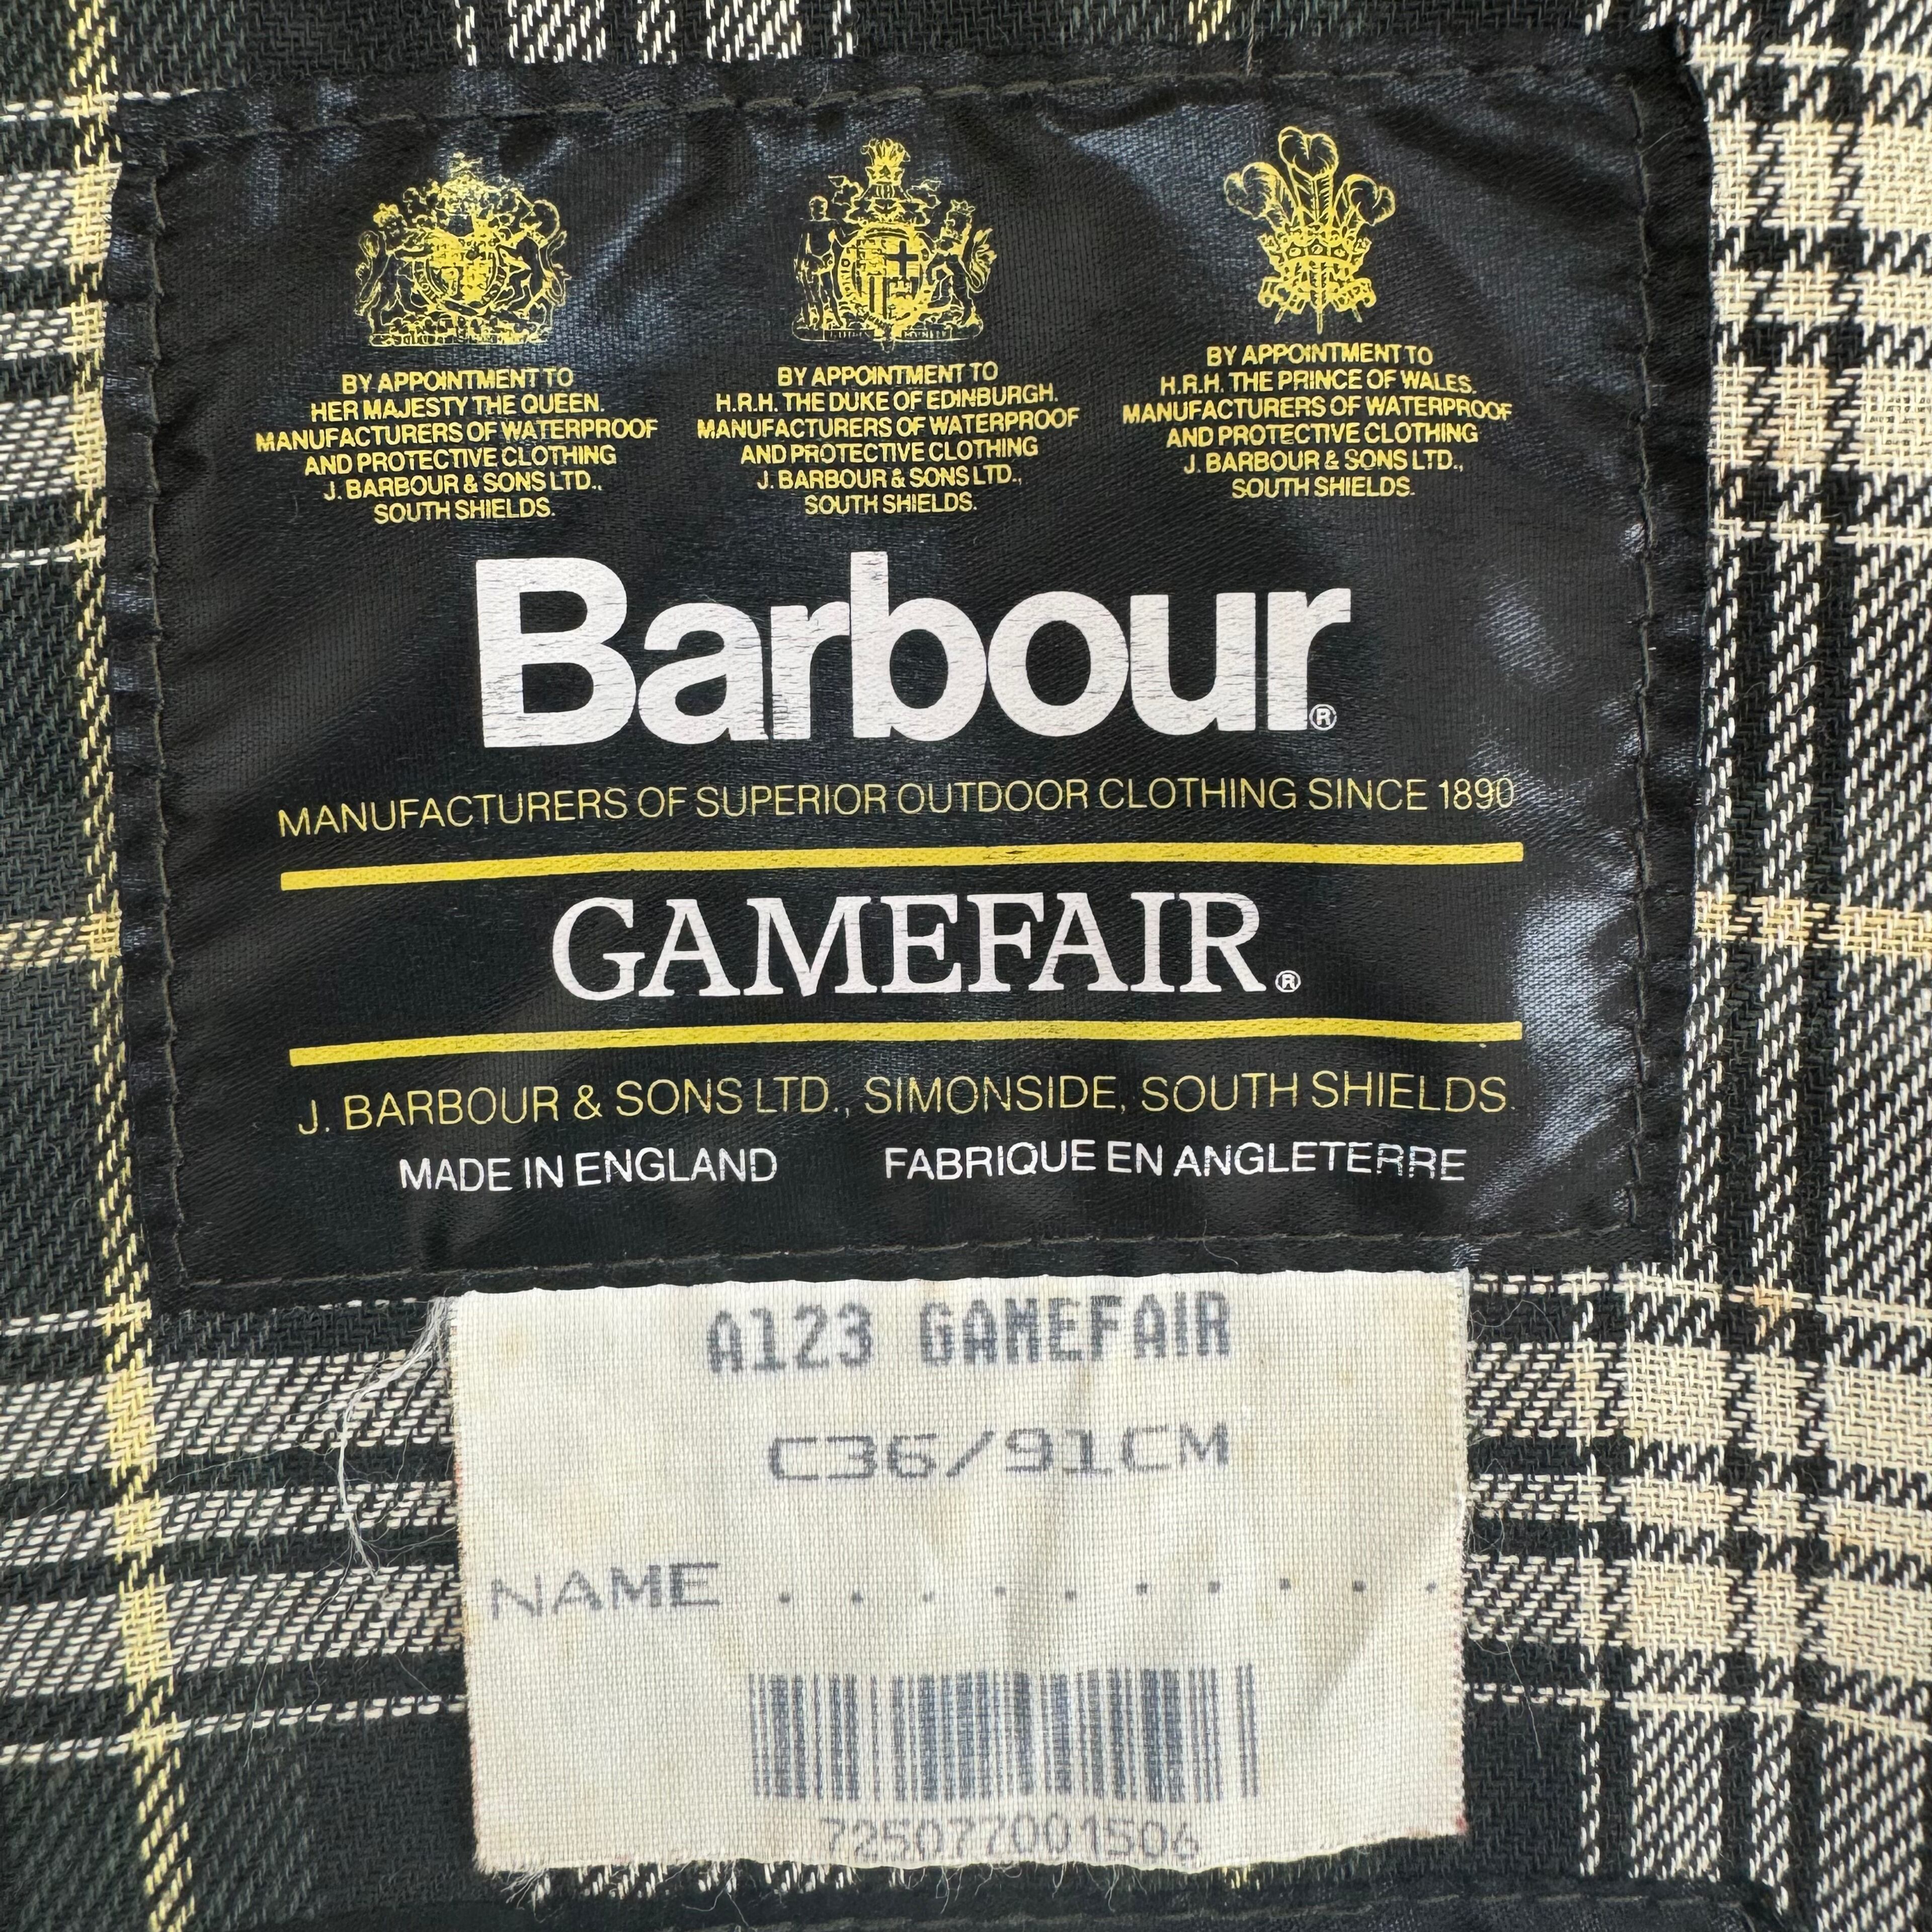 BY APPOINTMENT TO
HER MAJESTY THE QUEEN.
MANUFACTURERS OF WATERPROOF
AND PROTECTIVE CLOTHING
J. BARBOUR & SONS LTD.,
SOUTH SHIELDS.
BY APPOINTMENT TO
H.R.H. THE DUKE OF EDINBURGH.
MANUFACTURERS OF WATERPROOF
AND PROTECTIVE CLOTHING
J. BARBOUR & SONS LTD.,
SOUTH SHIELDS.
BY APPOINTMENT TO
H.R.H. THE PRINCE OF WALES.
MANUFACTURERS OF WATERPROOF
AND PROTECTIVE CLOTHING
J. BARBOUR & SONS LTD.,
SOUTH SHIELDS.
Barbour®
MANUFACTURERS OF SUPERIOR OUTDOOR CLOTHING SINCE 1890
GAMEFAIR®
J. BARBOUR & SONS LTD., SIMONSIDE, SOUTH SHIELDS.
MADE IN ENGLAND FABRIQUE EN ANGLETERRE
A123 GAMEFAIR
C36/91CM
NAME . . . . . . . . . .
725077001506